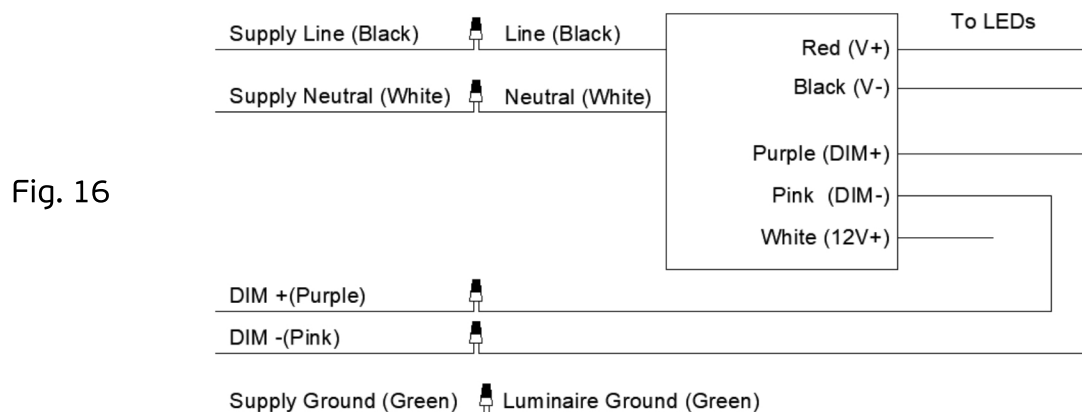 To LEDs
Supply Line (Black) Line (Black)
Red (V+)
Black (V-)
Supply Neutral (White) Neutral (White)
Purple (DIM+)
Fig. 16
Pink (DIM-)
White (12V+)
DIM +(Purple)
DIM -(Pink)
Supply Ground (Green) Luminaire Ground (Green)